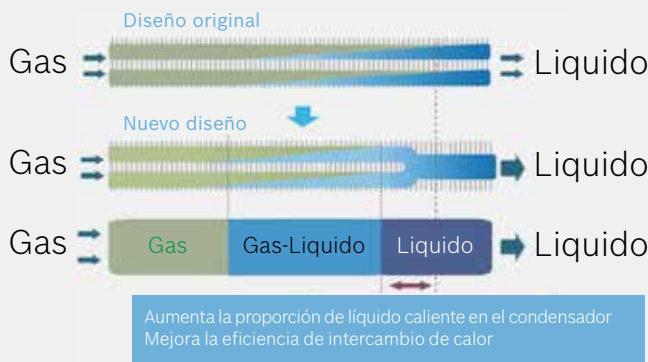 Diseño original
Gas Liquido
Nuevo diseño
Gas Liquido
Gas Gas Gas-Liquido Liquido Liquido
Aumenta la proporción de líquido caliente en el condensador
Mejora la eficiencia de intercambio de calor